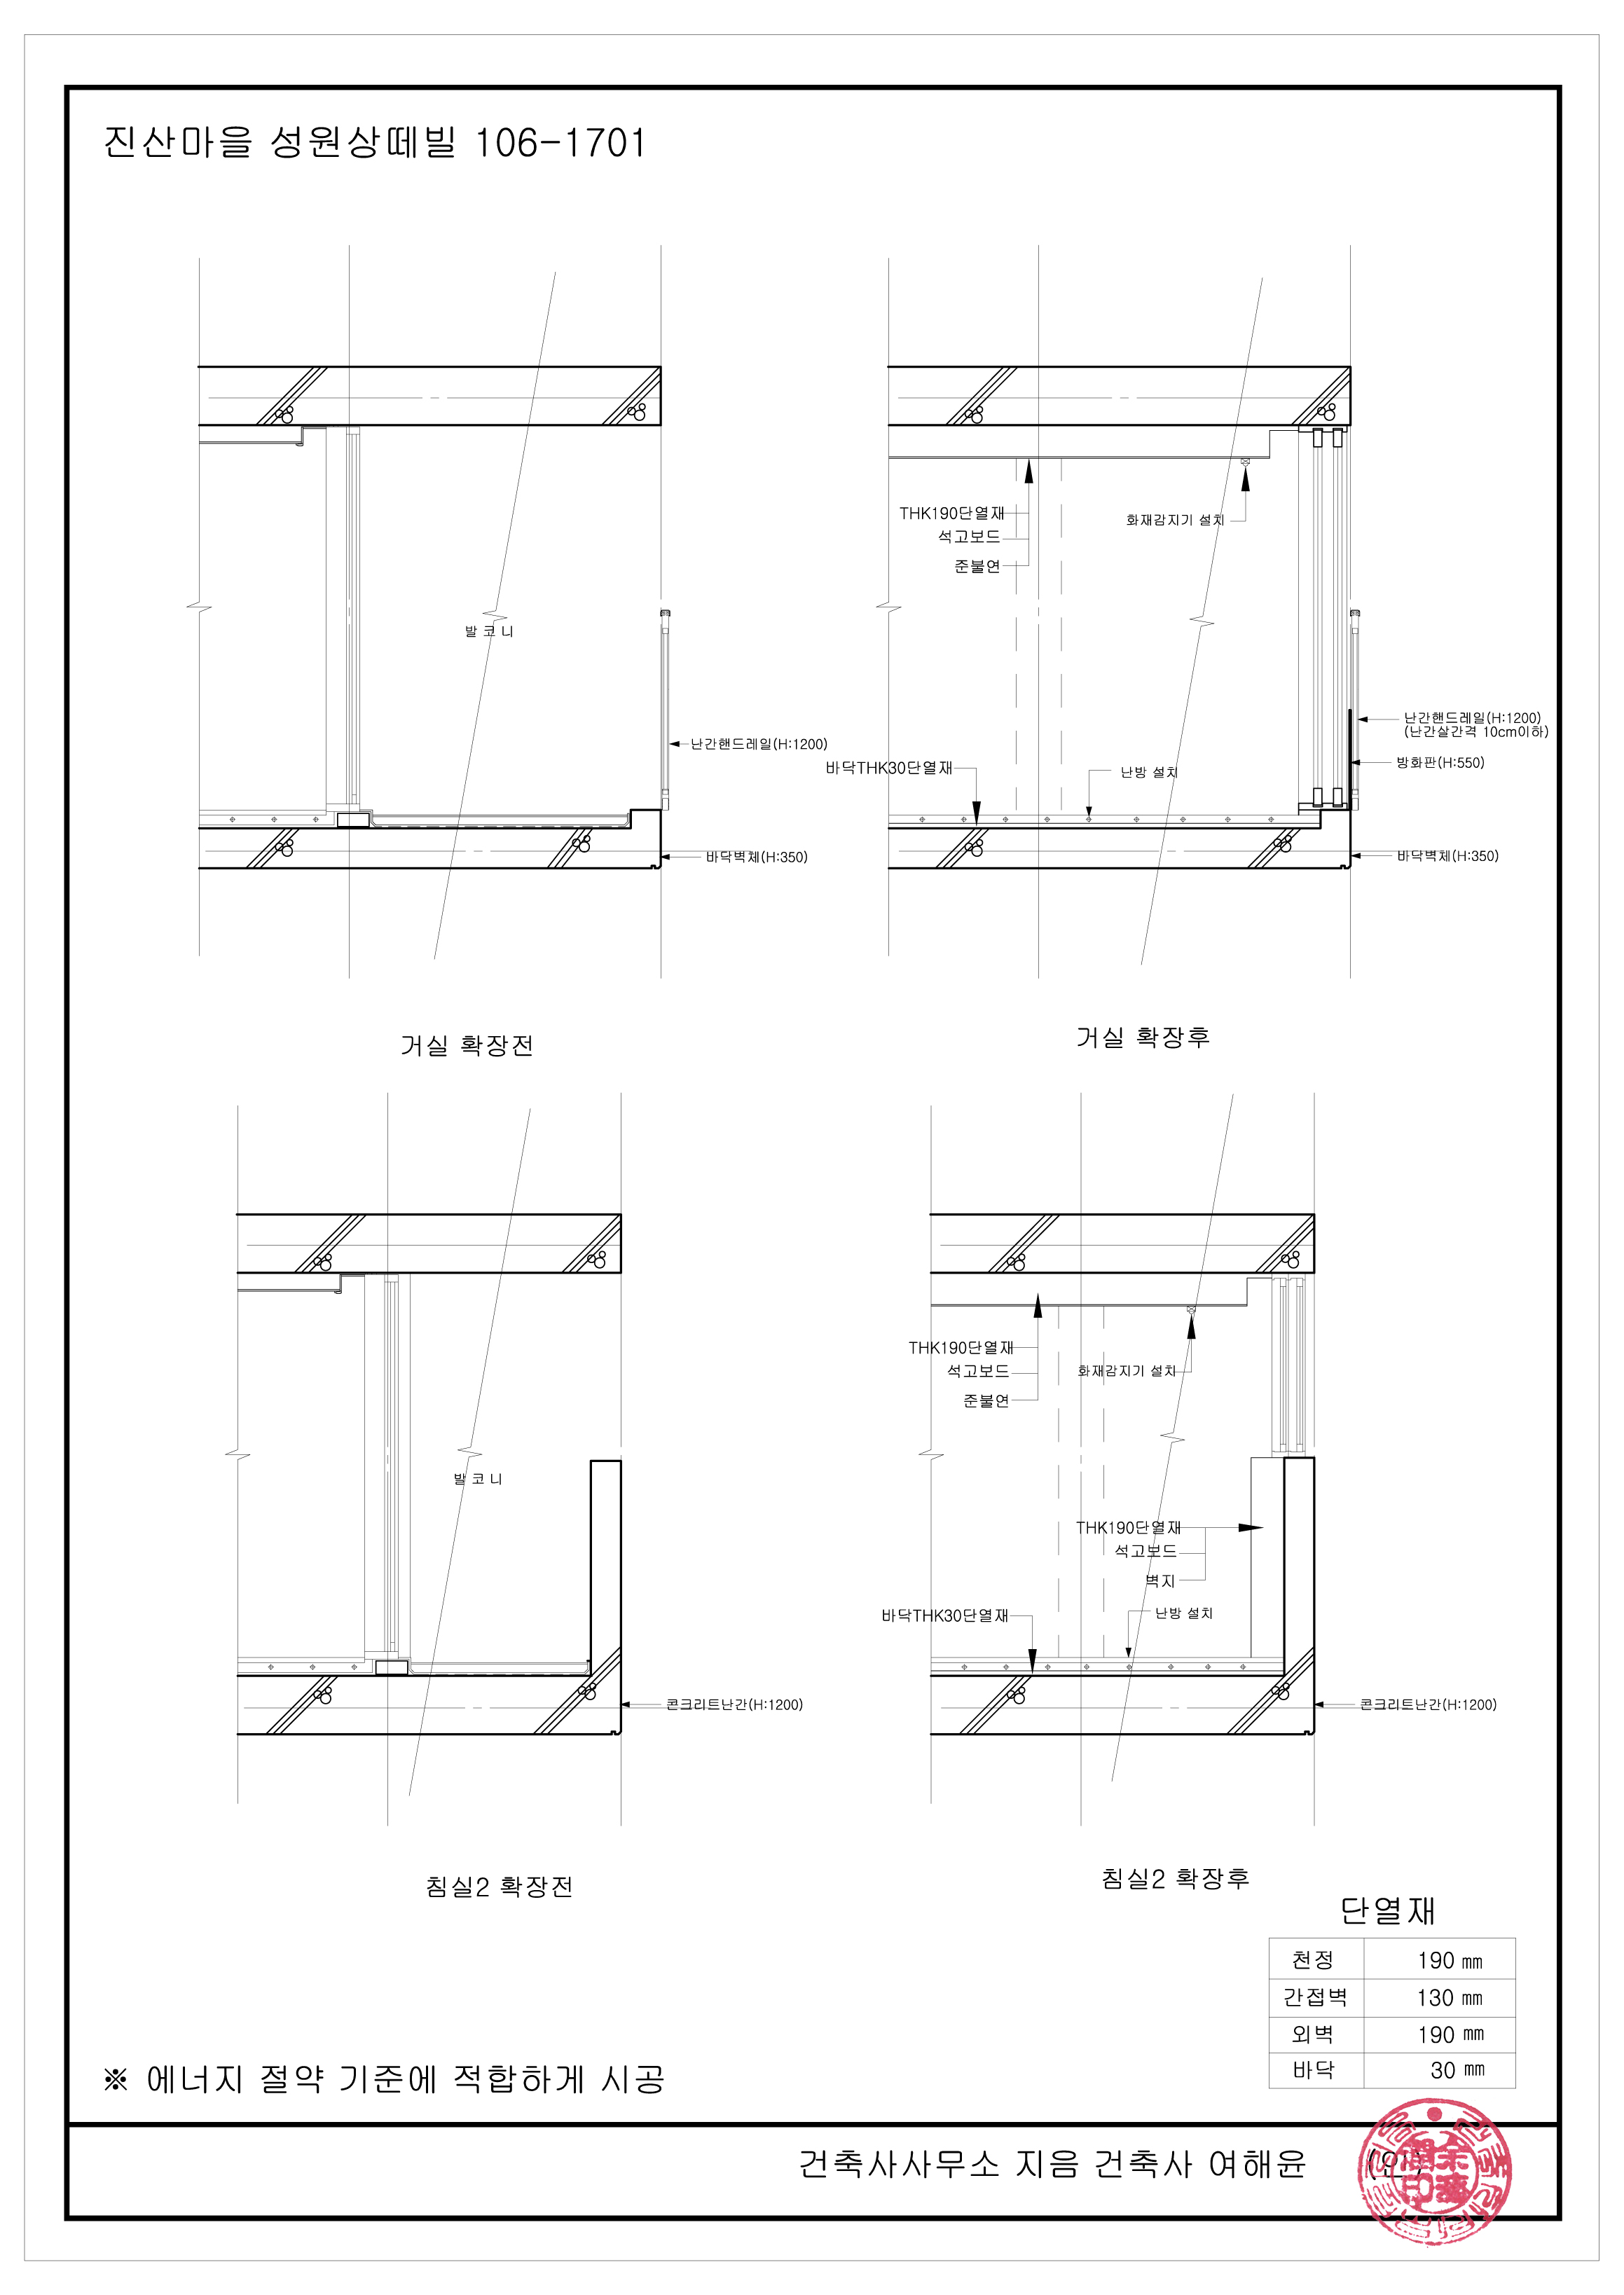 진산마을 성원상떼빌 106-1701
발 코 니
난간핸드레일(H:1200)
바닥벽체(H:350)
거실 확장전
THK190단열재
석고보드
준불연
화재감지기 설치
바닥THK30단열재
난방 설치
난간핸드레일(H:1200)
(난간살간격 10cm이하)
방화판(H:550)
바닥벽체(H:350)
거실 확장후
발 코 니
콘크리트난간(H:1200)
침실2 확장전
THK190단열재
석고보드
준불연
화재감지기 설치
THK190단열재
석고보드
벽지
바닥THK30단열재
난방 설치
콘크리트난간(H:1200)
침실2 확장후
단열재
천정 190 ㎜
간접벽 130 ㎜
외벽 190 ㎜
바닥 30 ㎜
※ 에너지 절약 기준에 적합하게 시공
건축사사무소 지음 건축사 여해윤 (인)